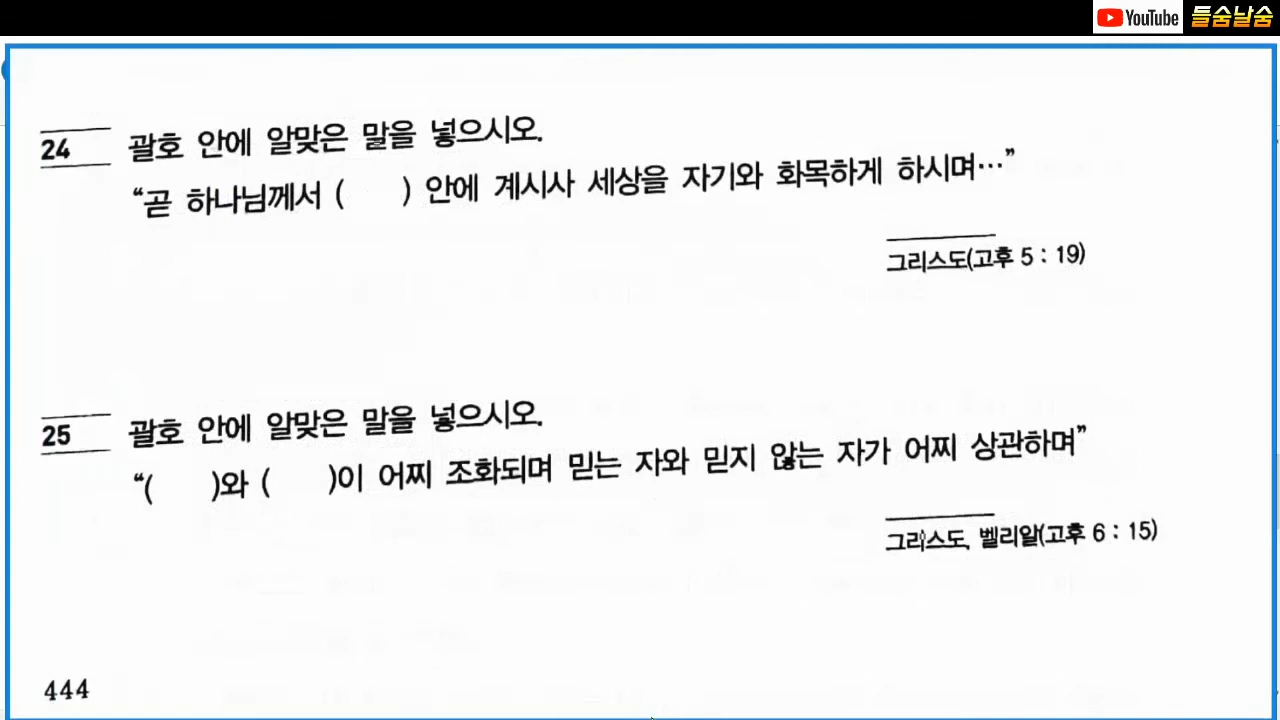 YouTube 들숨날숨
24 괄호 안에 알맞은 말을 넣으시오.
“곧 하나님께서 ( ) 안에 계시사 세상을 자기와 화목하게 하시며…”
그리스도(고후 5 : 19)
25 괄호 안에 알맞은 말을 넣으시오.
“( )와 ( )이 어찌 조화되며 믿는 자와 믿지 않는 자가 어찌 상관하며”
그리스도, 벨리알(고후 6 : 15)
444